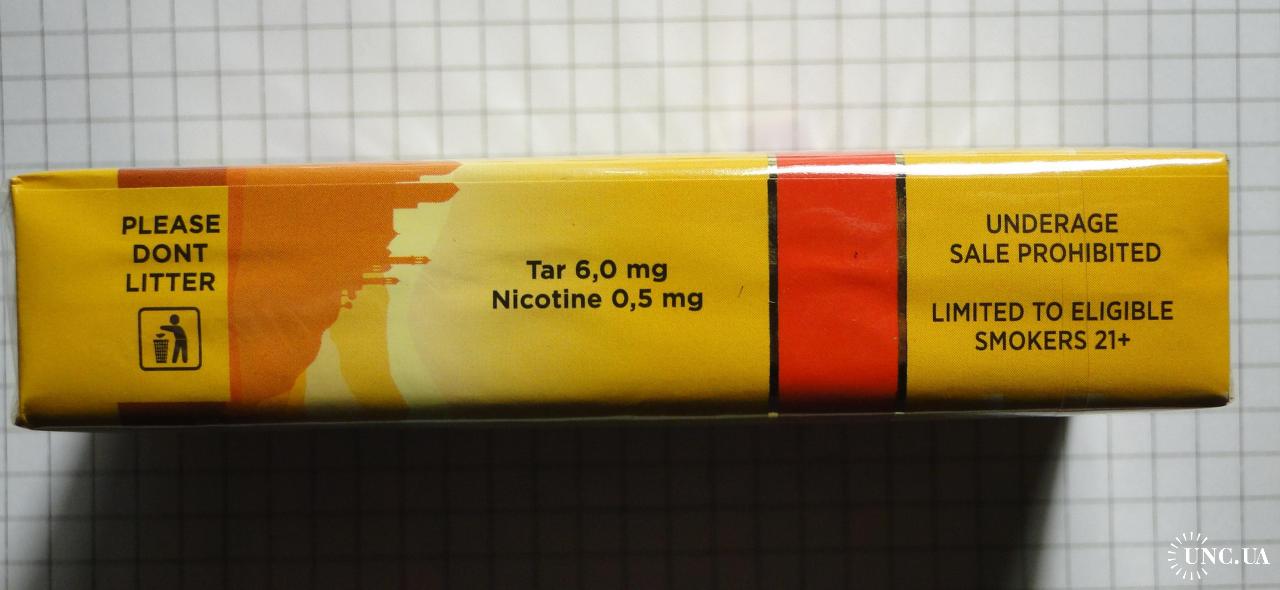 PLEASE
DONT
LITTER
Tar 6,0 mg
Nicotine 0,5 mg
UNDERAGE
SALE PROHIBITED
LIMITED TO ELIGIBLE
SMOKERS 21+
UNC.UA